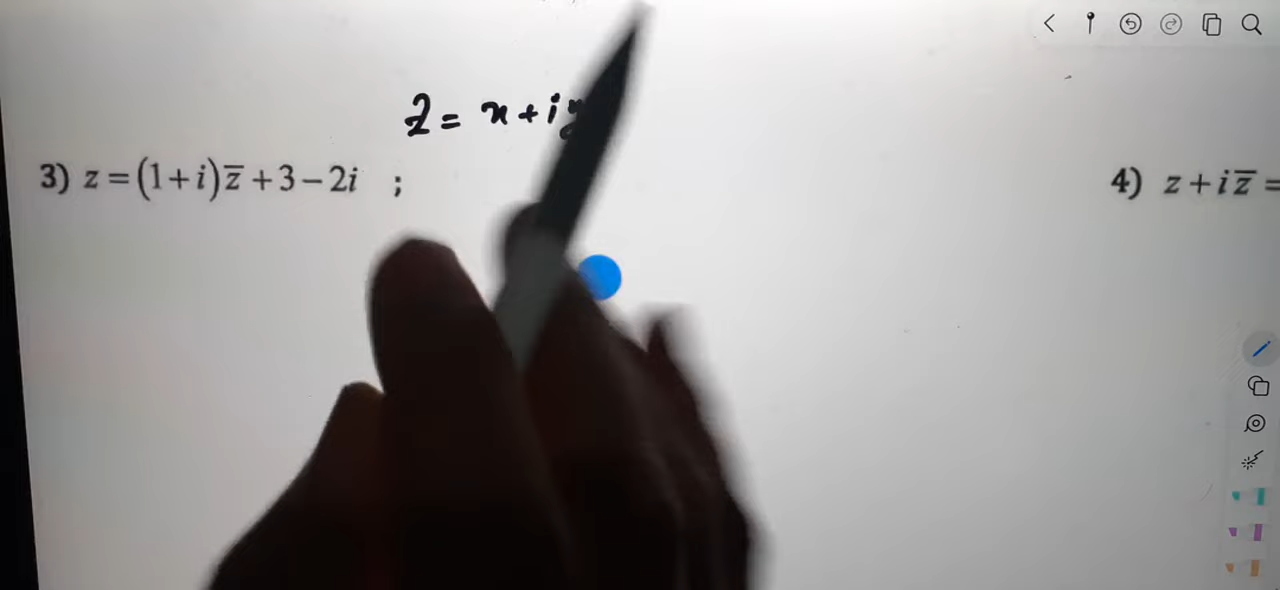 z = x + i
3) z = (1+i)z̅ + 3 − 2i ;
4) z + iz̅ =